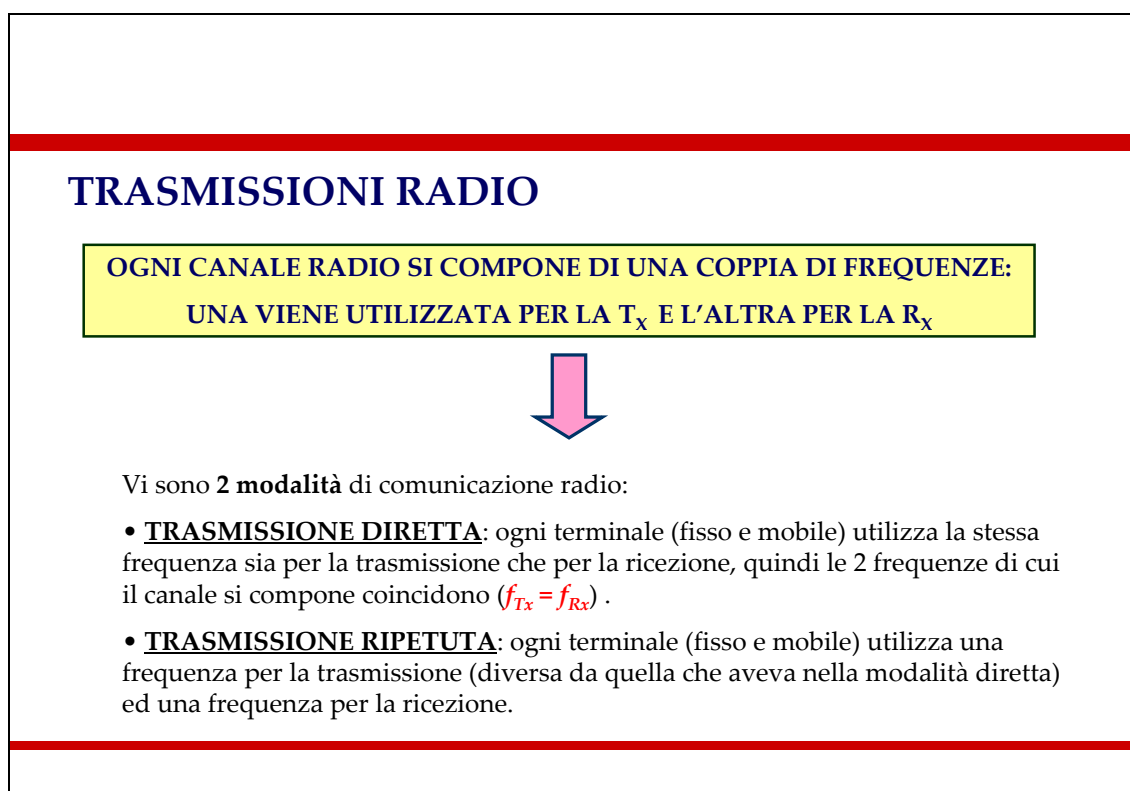 TRASMISSIONI RADIO
OGNI CANALE RADIO SI COMPONE DI UNA COPPIA DI FREQUENZE:
UNA VIENE UTILIZZATA PER LA TX E L’ALTRA PER LA RX
Vi sono 2 modalità di comunicazione radio:
• TRASMISSIONE DIRETTA: ogni terminale (fisso e mobile) utilizza la stessa
frequenza sia per la trasmissione che per la ricezione, quindi le 2 frequenze di cui
il canale si compone coincidono (fTx = fRx) .
• TRASMISSIONE RIPETUTA: ogni terminale (fisso e mobile) utilizza una
frequenza per la trasmissione (diversa da quella che aveva nella modalità diretta)
ed una frequenza per la ricezione.